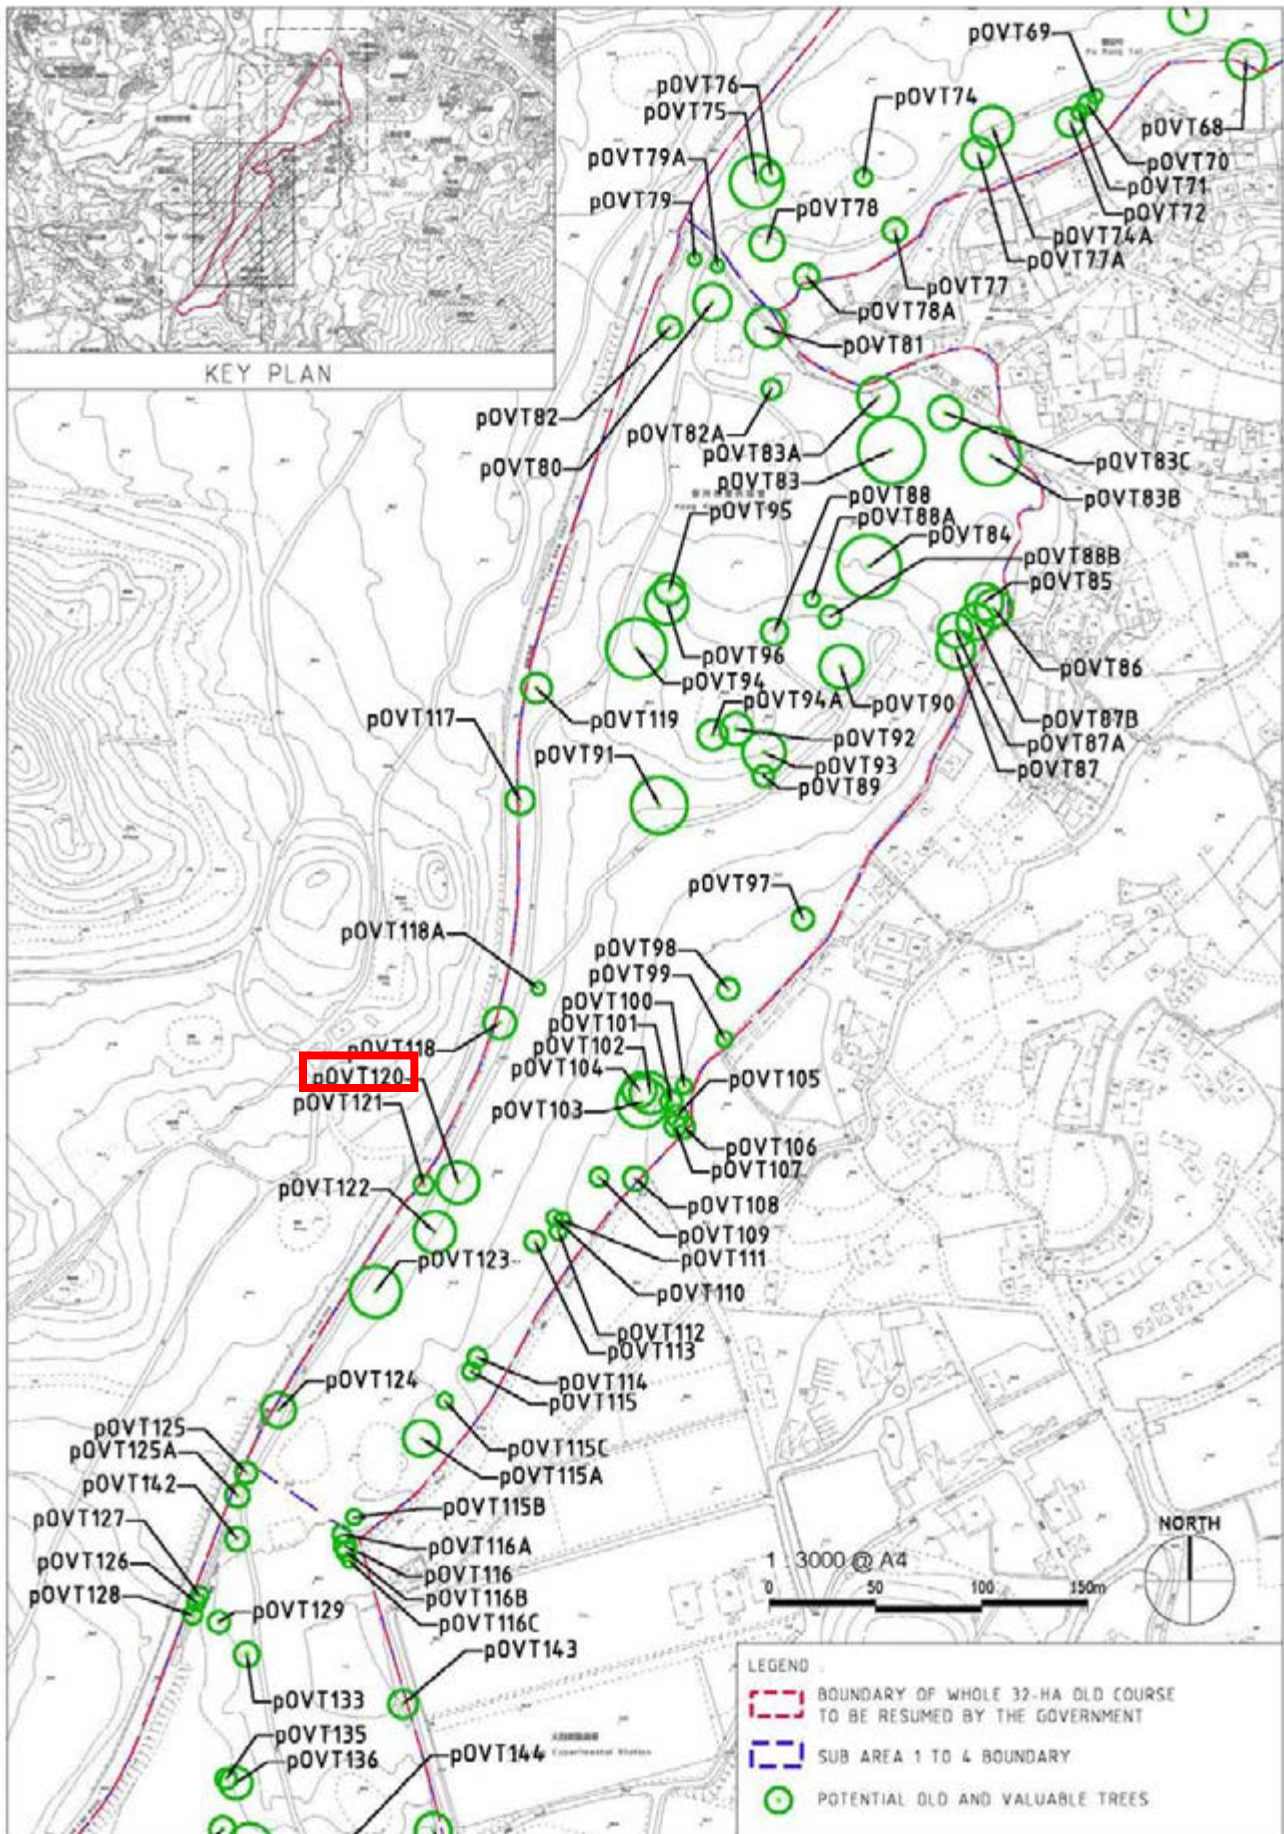 KEY PLAN
pOVT69
pOVT76
pOVT74
pOVT75
pOVT68
pOVT79A
pOVT70
pOVT79
pOVT71
pOVT78
pOVT72
pOVT74A
pOVT77A
pOVT77
pOVT78A
pOVT81
pOVT82
pOVT82A
pOVT83A
pOVT80
pOVT83C
pOVT83
pOVT88
pOVT83B
pOVT95
pOVT88A
pOVT84
pOVT88B
pOVT85
pOVT96
pOVT86
pOVT94
pOVT94A
pOVT90
pOVT119
pOVT117
pOVT87B
pOVT92
pOVT87A
pOVT91
pOVT93
pOVT87
pOVT89
pOVT97
pOVT118A
pOVT98
pOVT99
pOVT100
pOVT101
pOVT118
pOVT102
pOVT104
pOVT105
pOVT120
pOVT121
pOVT103
pOVT106
pOVT107
pOVT122
pOVT108
pOVT109
pOVT123
pOVT111
pOVT110
pOVT112
pOVT113
pOVT124
pOVT114
pOVT115
pOVT125
pOVT125A
pOVT115C
pOVT115A
pOVT142
pOVT115B
pOVT127
pOVT116A
pOVT126
pOVT116
pOVT128
pOVT116B
pOVT129
pOVT116C
pOVT143
pOVT133
pOVT135
pOVT136
pOVT144
Experimental Station
NORTH
1 : 3000 @ A4
0 50 100 150m
LEGEND :
BOUNDARY OF WHOLE 32-HA OLD COURSE
TO BE RESUMED BY THE GOVERNMENT
SUB AREA 1 TO 4 BOUNDARY
POTENTIAL OLD AND VALUABLE TREES